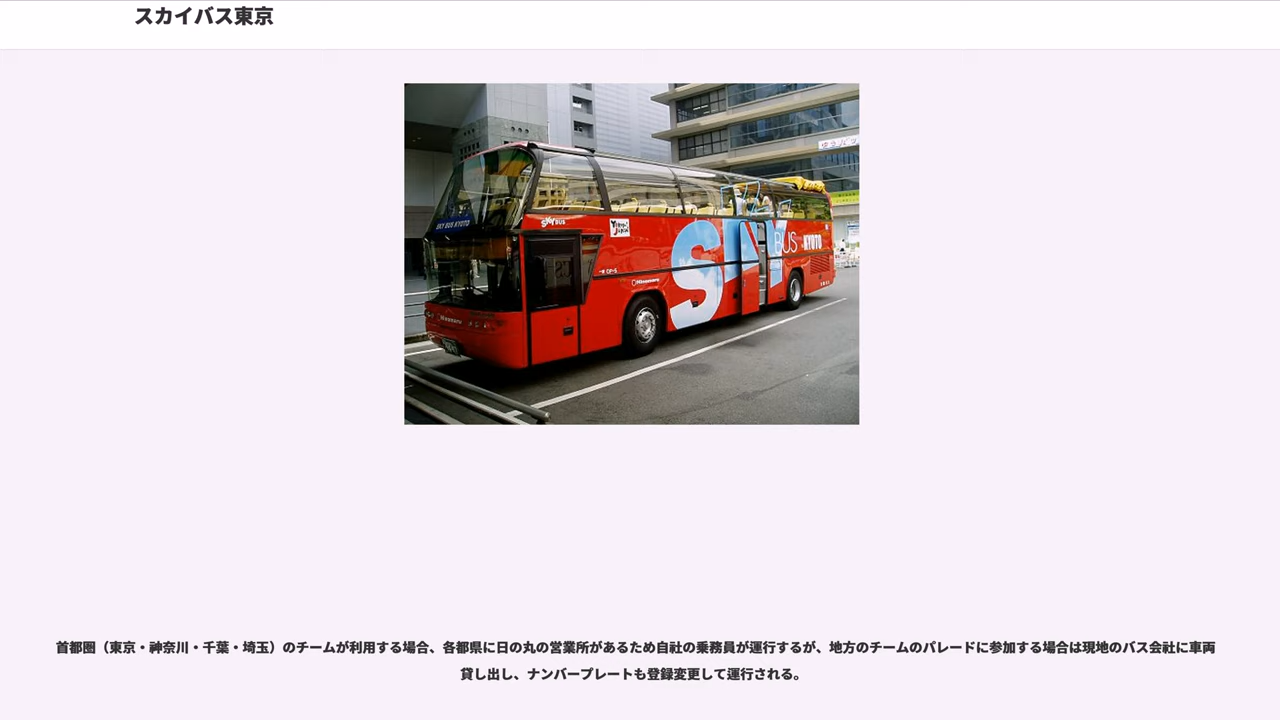 スカイバス東京
SKY BUS KYOTO
SKY BUS
SKY BUS KYOTO
首都圏（東京・神奈川・千葉・埼玉）のチームが利用する場合、各都県に日の丸の営業所があるため自社の乗務員が運行するが、地方のチームのパレードに参加する場合は現地のバス会社に車両
貸し出し、ナンバープレートも登録変更して運行される。